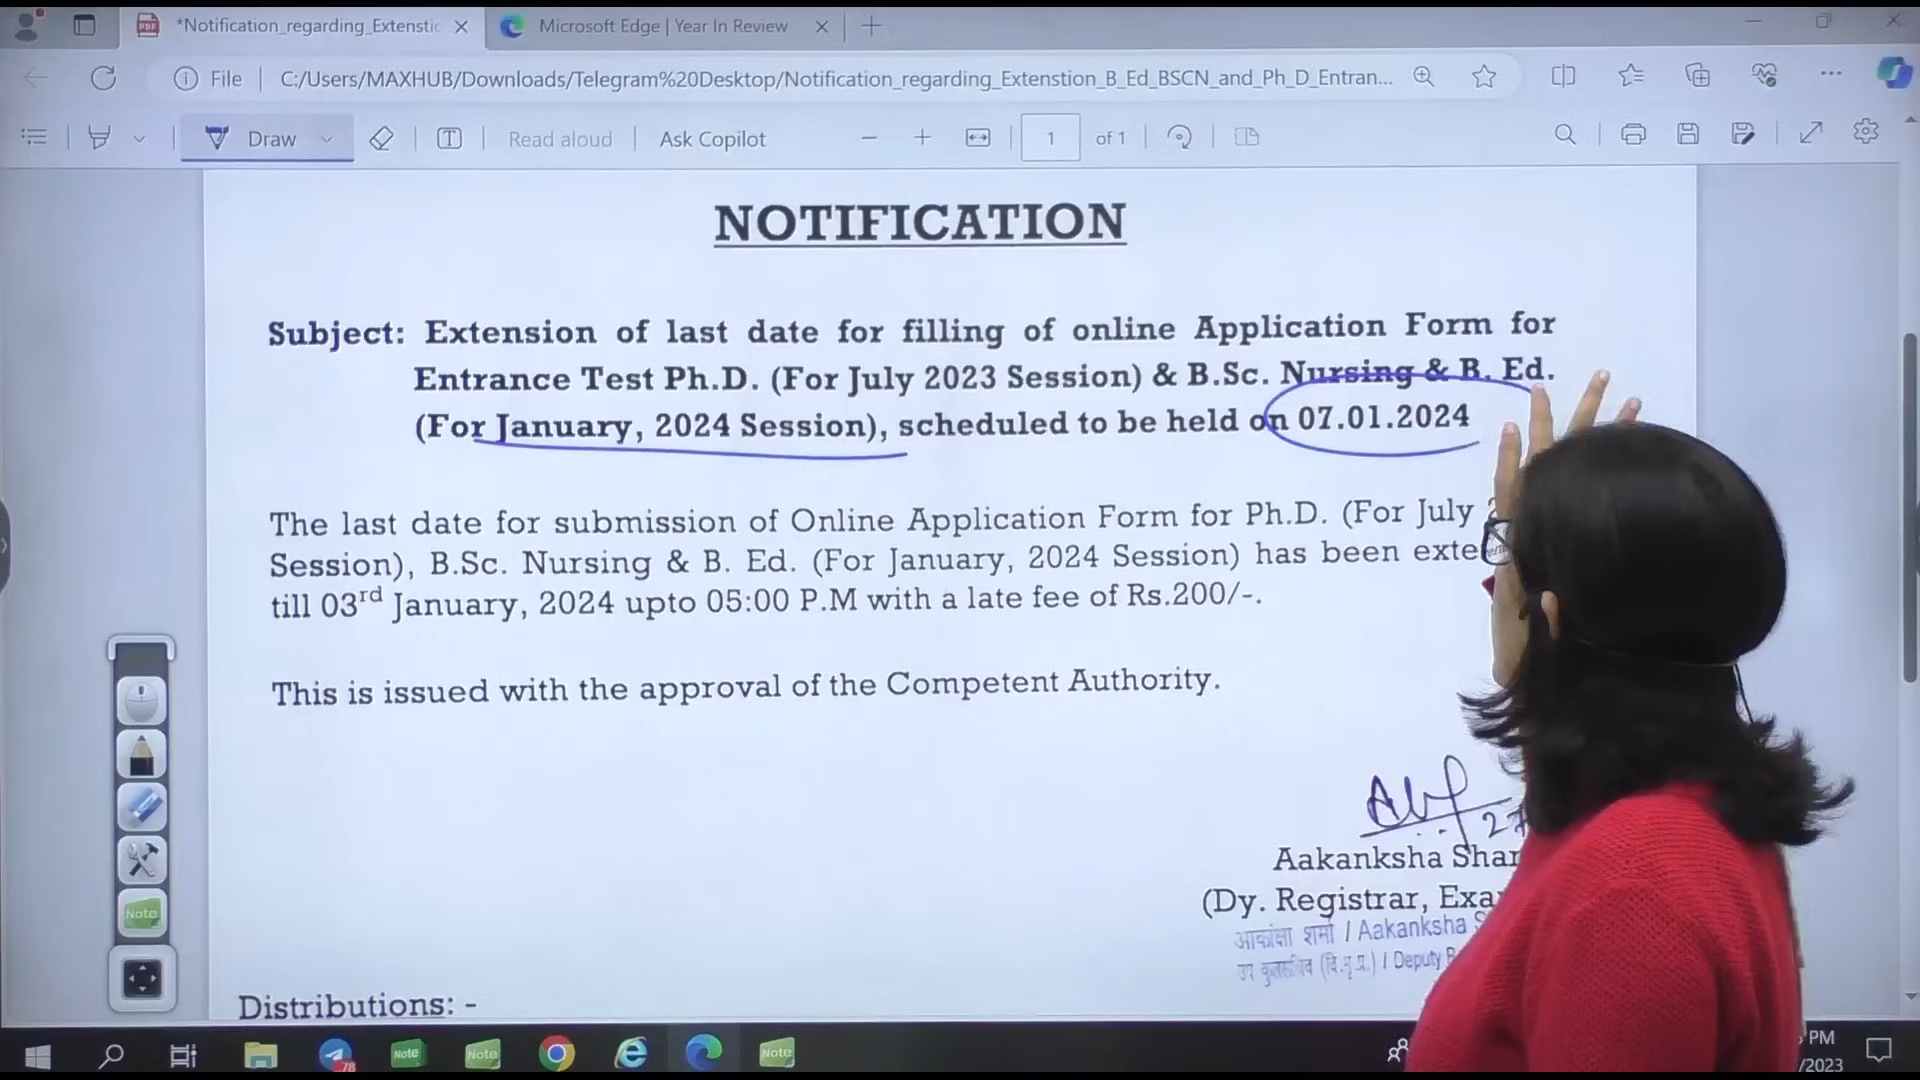 *Notification_regarding_Extenstic
Microsoft Edge | Year In Review
File
C:/Users/MAXHUB/Downloads/Telegram%20Desktop/Notification_regarding_Extenstion_B_Ed_BSCN_and_Ph_D_Entran...
Draw
Read aloud
Ask Copilot
1
of 1
NOTIFICATION
Subject: Extension of last date for filling of online Application Form for
Entrance Test Ph.D. (For July 2023 Session) & B.Sc. Nursing & B. Ed.
(For January, 2024 Session), scheduled to be held on 07.01.2024
The last date for submission of Online Application Form for Ph.D. (For July
Session), B.Sc. Nursing & B. Ed. (For January, 2024 Session) has been exte
till 03rd January, 2024 upto 05:00 P.M with a late fee of Rs.200/-.
This is issued with the approval of the Competent Authority.
27
Aakanksha Shar
(Dy. Registrar, Exa
आकांक्षा शर्मा / Aakanksha S
/ Deputy R
Distributions: -
Note
78
Note
Note
Note
PM
/2023